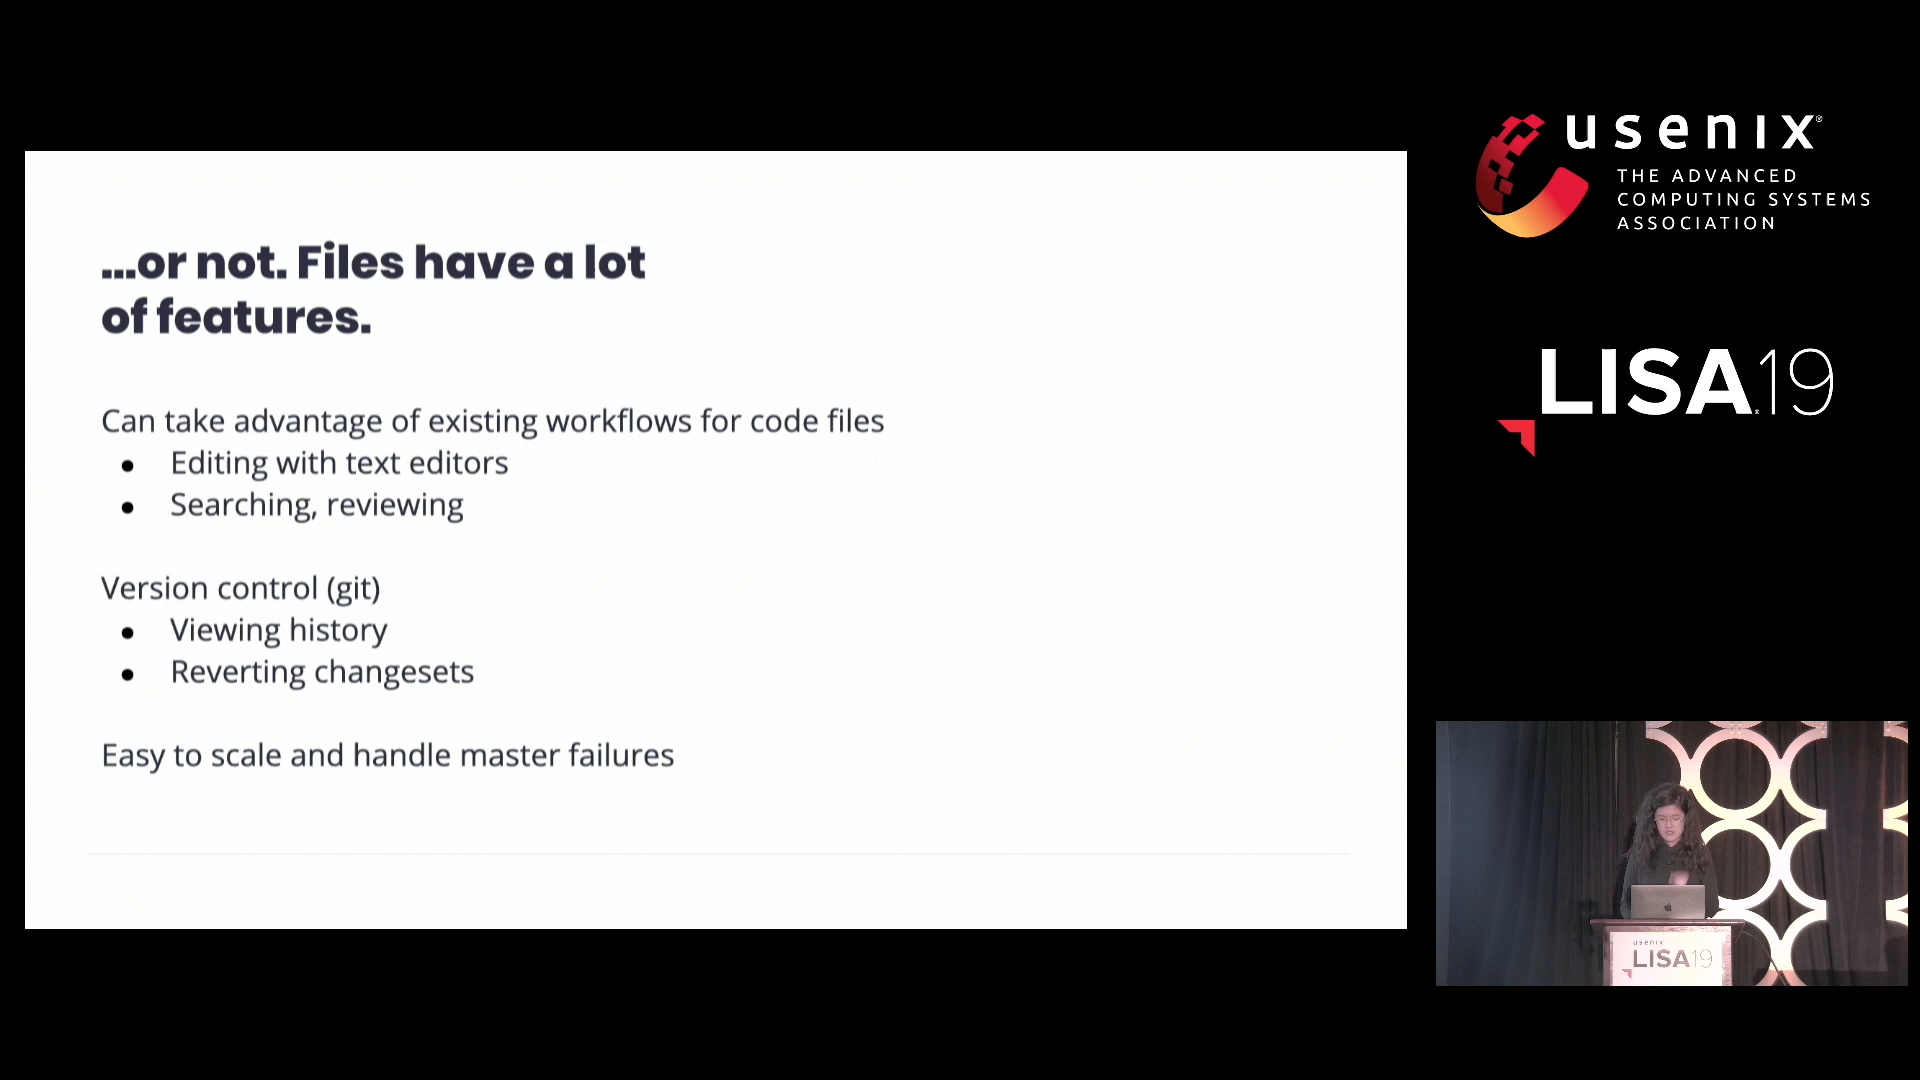 ...or not. Files have a lot
of features.
Can take advantage of existing workflows for code files
● Editing with text editors
● Searching, reviewing
Version control (git)
● Viewing history
● Reverting changesets
Easy to scale and handle master failures
usenix®
THE ADVANCED
COMPUTING SYSTEMS
ASSOCIATION
LISA19
usenix
LISA19